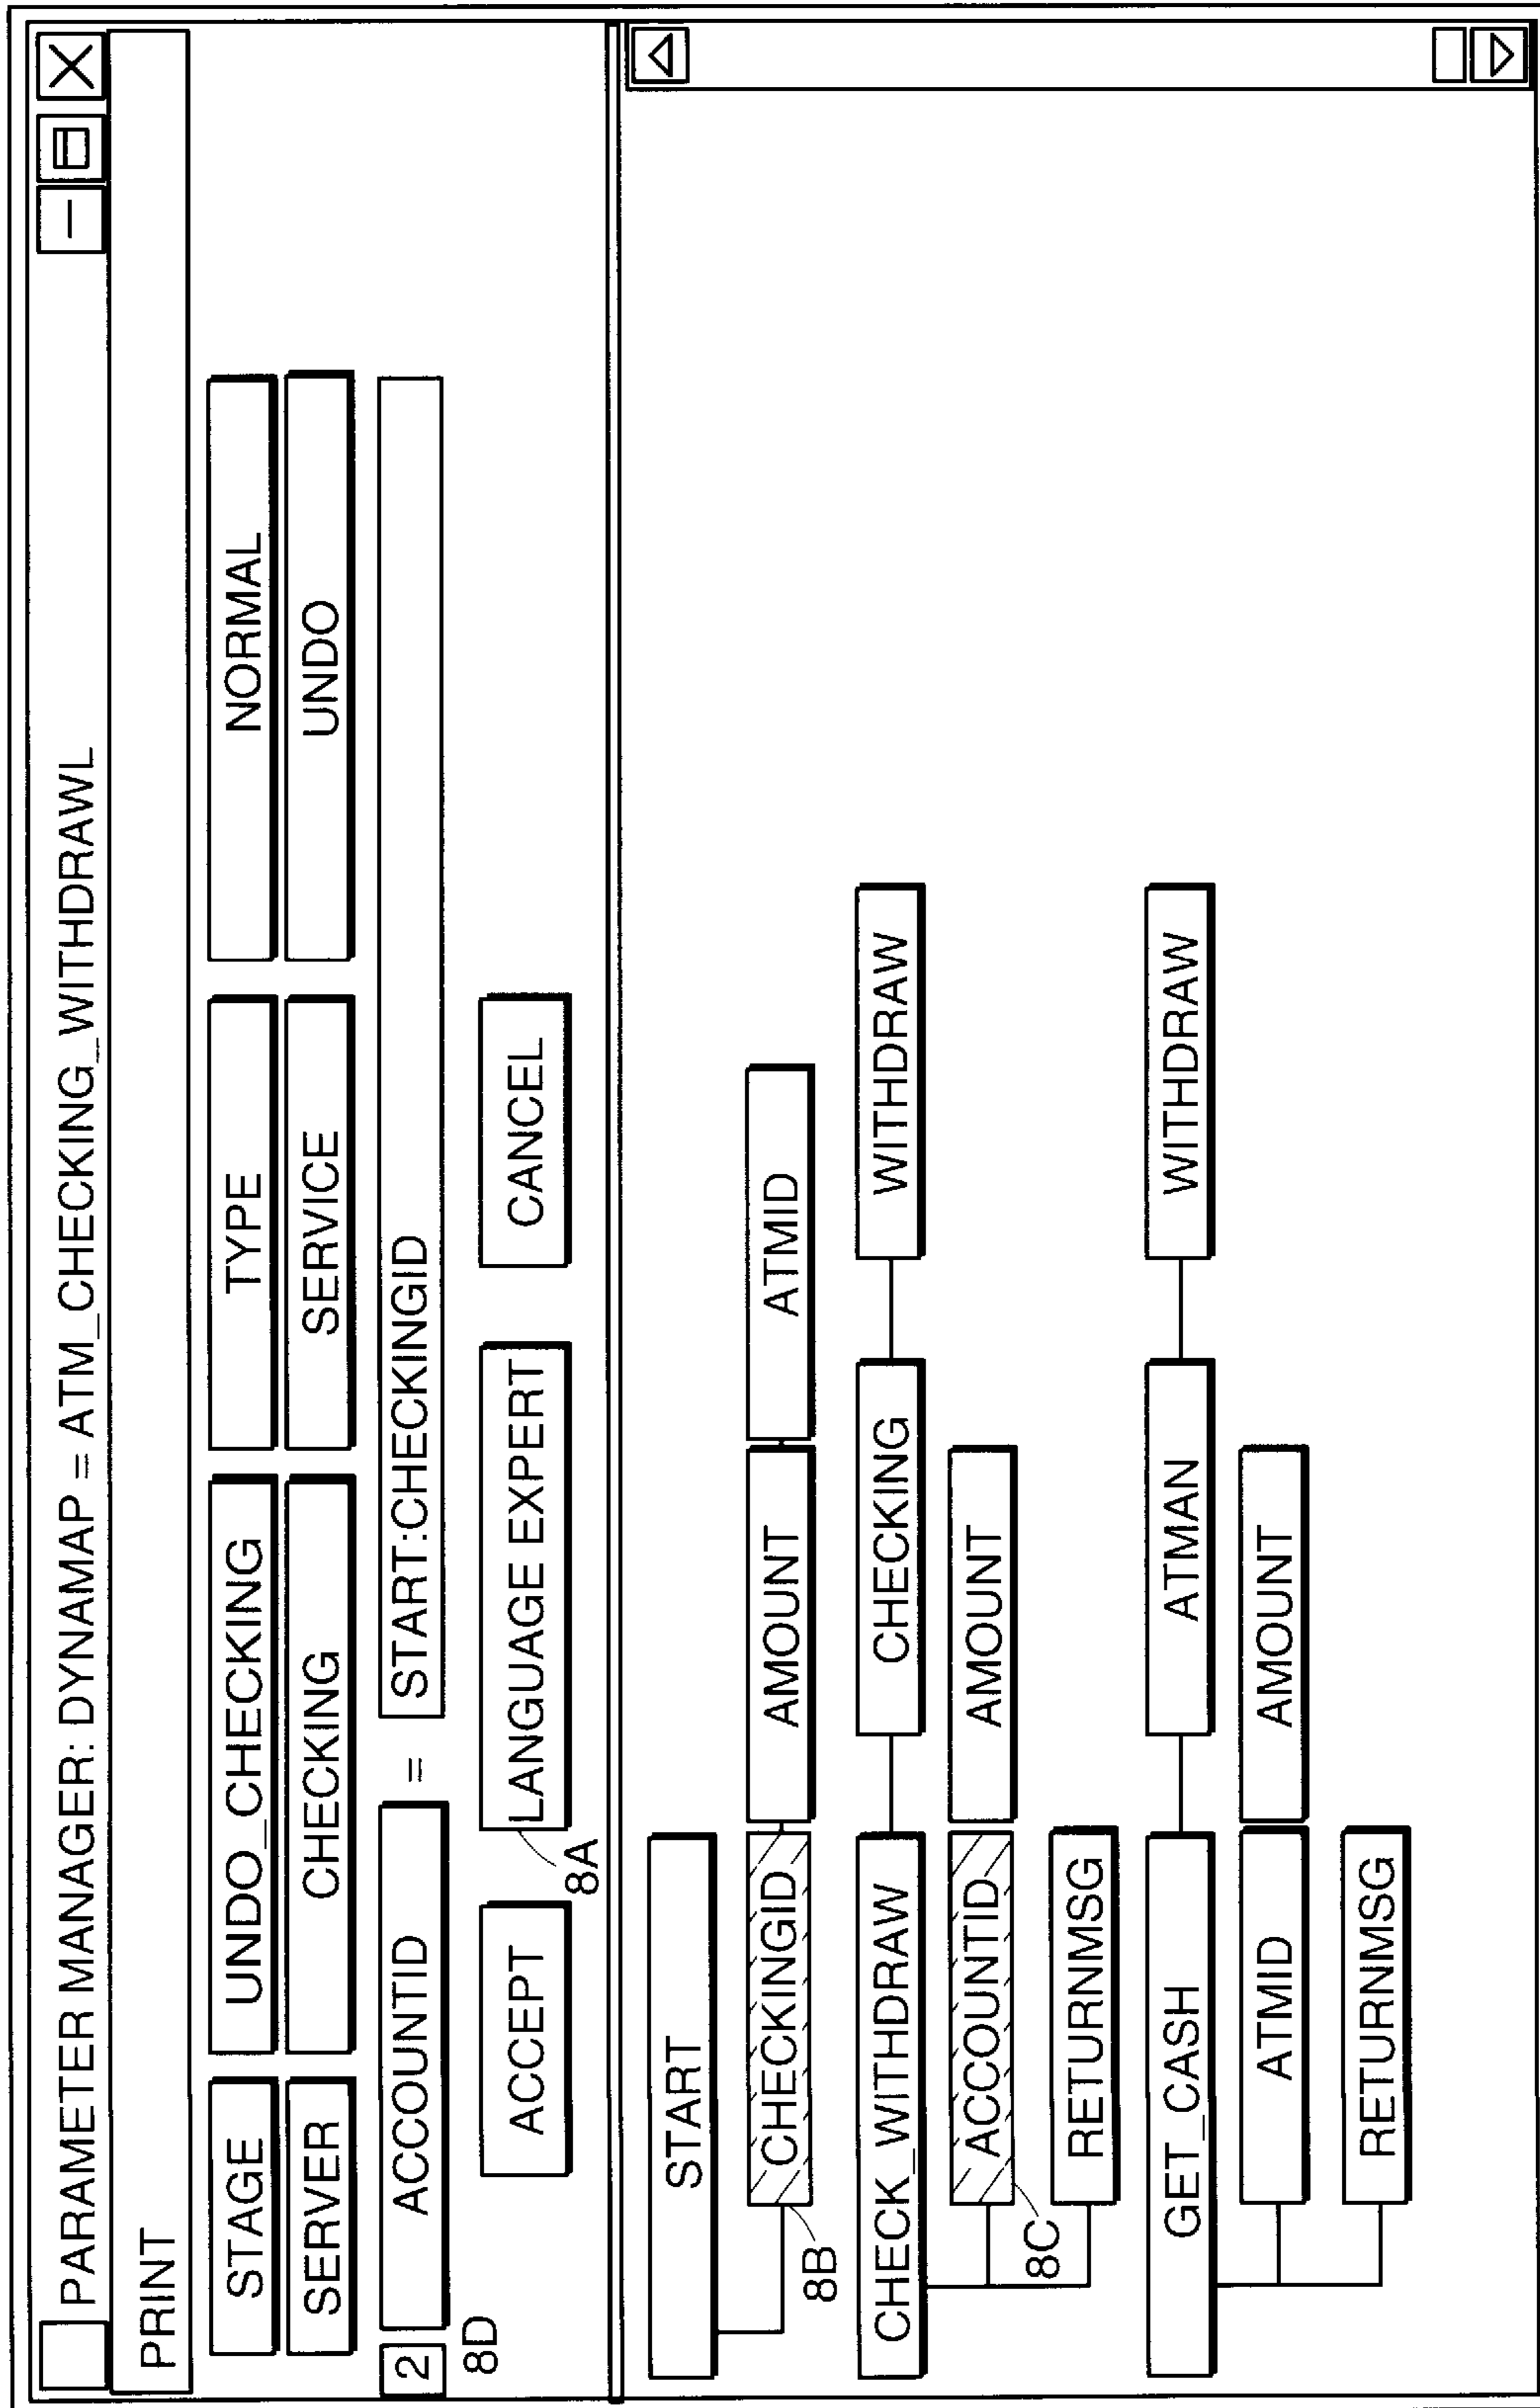 PARAMETER MANAGER: DYNAMAP = ATM_CHECKING_WITHDRAWL
PRINT
STAGE UNDO_CHECKING TYPE NORMAL
SERVER CHECKING SERVICE UNDO
2 ACCOUNTID = START:CHECKINGID
8D
ACCEPT LANGUAGE EXPERT CANCEL
8A
START
CHECKINGID AMOUNT ATMID
8B
CHECK_WITHDRAW CHECKING WITHDRAW
ACCOUNTID AMOUNT
8C
RETURNMSG
GET_CASH ATMAN WITHDRAW
ATMID AMOUNT
RETURNMSG